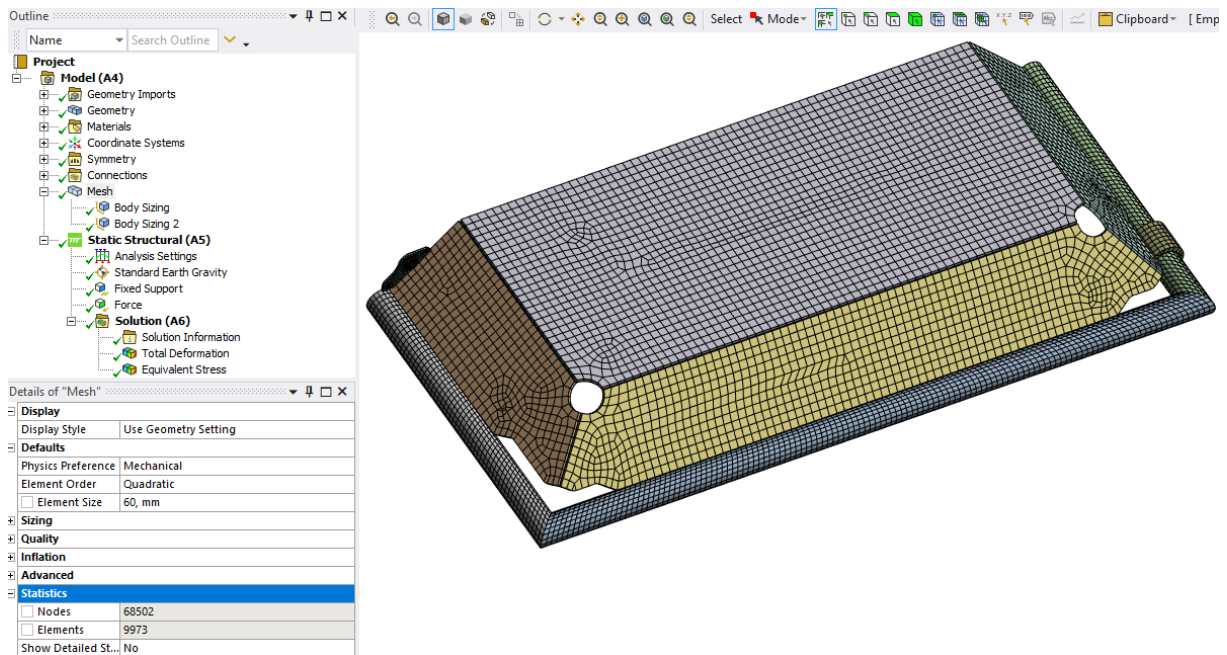 Outline
Select Mode Clipboard [ Emp
Name Search Outline
Project
Model (A4)
Geometry Imports
Geometry
Materials
Coordinate Systems
Symmetry
Connections
Mesh
Body Sizing
Body Sizing 2
Static Structural (A5)
Analysis Settings
Standard Earth Gravity
Fixed Support
Force
Solution (A6)
Solution Information
Total Deformation
Equivalent Stress
Details of "Mesh"
Display
Display Style Use Geometry Setting
Defaults
Physics Preference Mechanical
Element Order Quadratic
Element Size 60, mm
Sizing
Quality
Inflation
Advanced
Statistics
Nodes 68502
Elements 9973
Show Detailed St... No